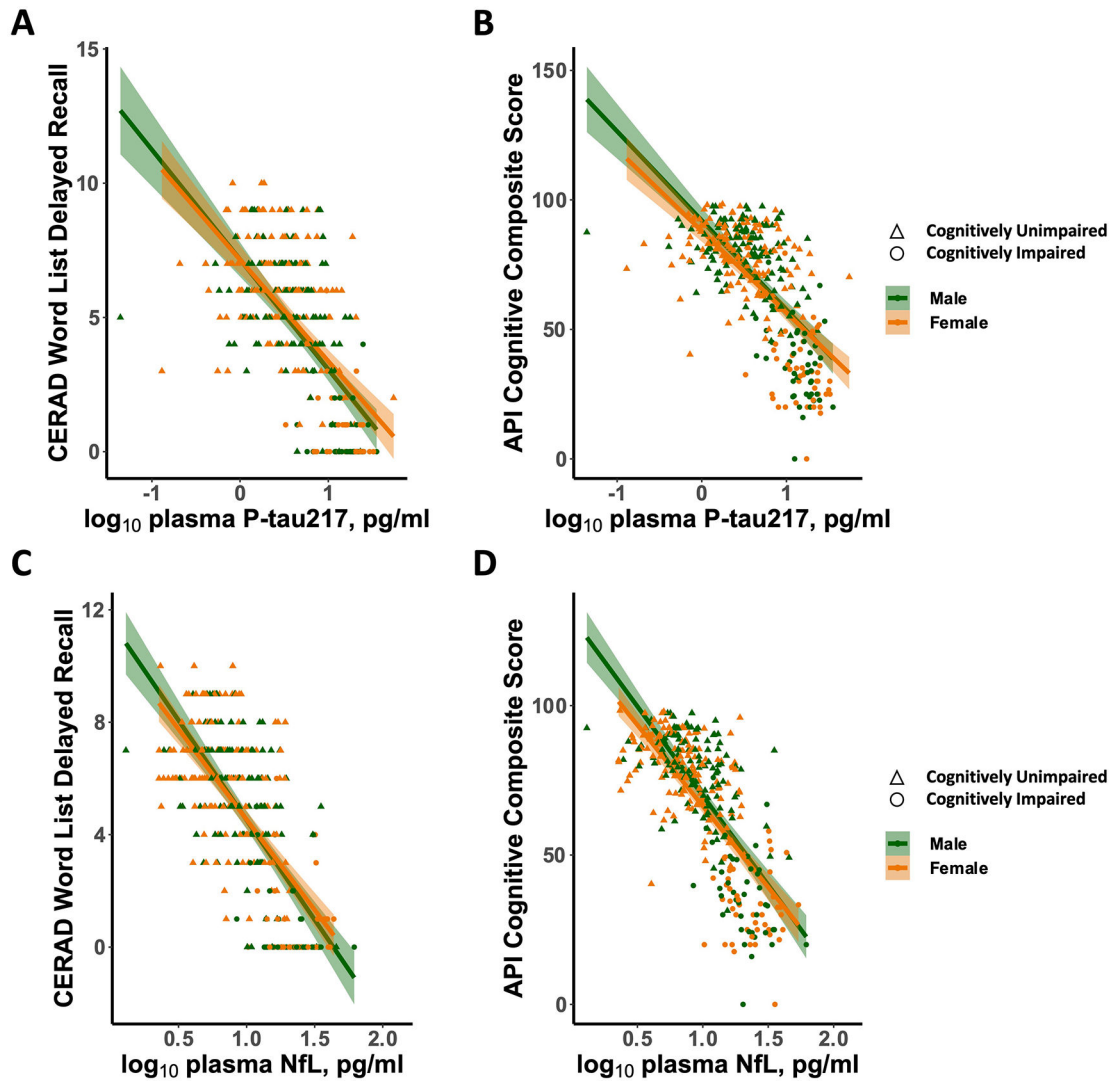 A
CERAD Word List Delayed Recall
15
10
5
0
-1 0 1
log₁₀ plasma P-tau217, pg/ml
B
API Cognitive Composite Score
150
100
50
0
-1 0 1
log₁₀ plasma P-tau217, pg/ml
Cognitively Unimpaired
Cognitively Impaired
Male
Female
C
CERAD Word List Delayed Recall
12
8
4
0
0.5 1.0 1.5 2.0
log₁₀ plasma NfL, pg/ml
D
API Cognitive Composite Score
100
50
0
0.5 1.0 1.5 2.0
log₁₀ plasma NfL, pg/ml
Cognitively Unimpaired
Cognitively Impaired
Male
Female